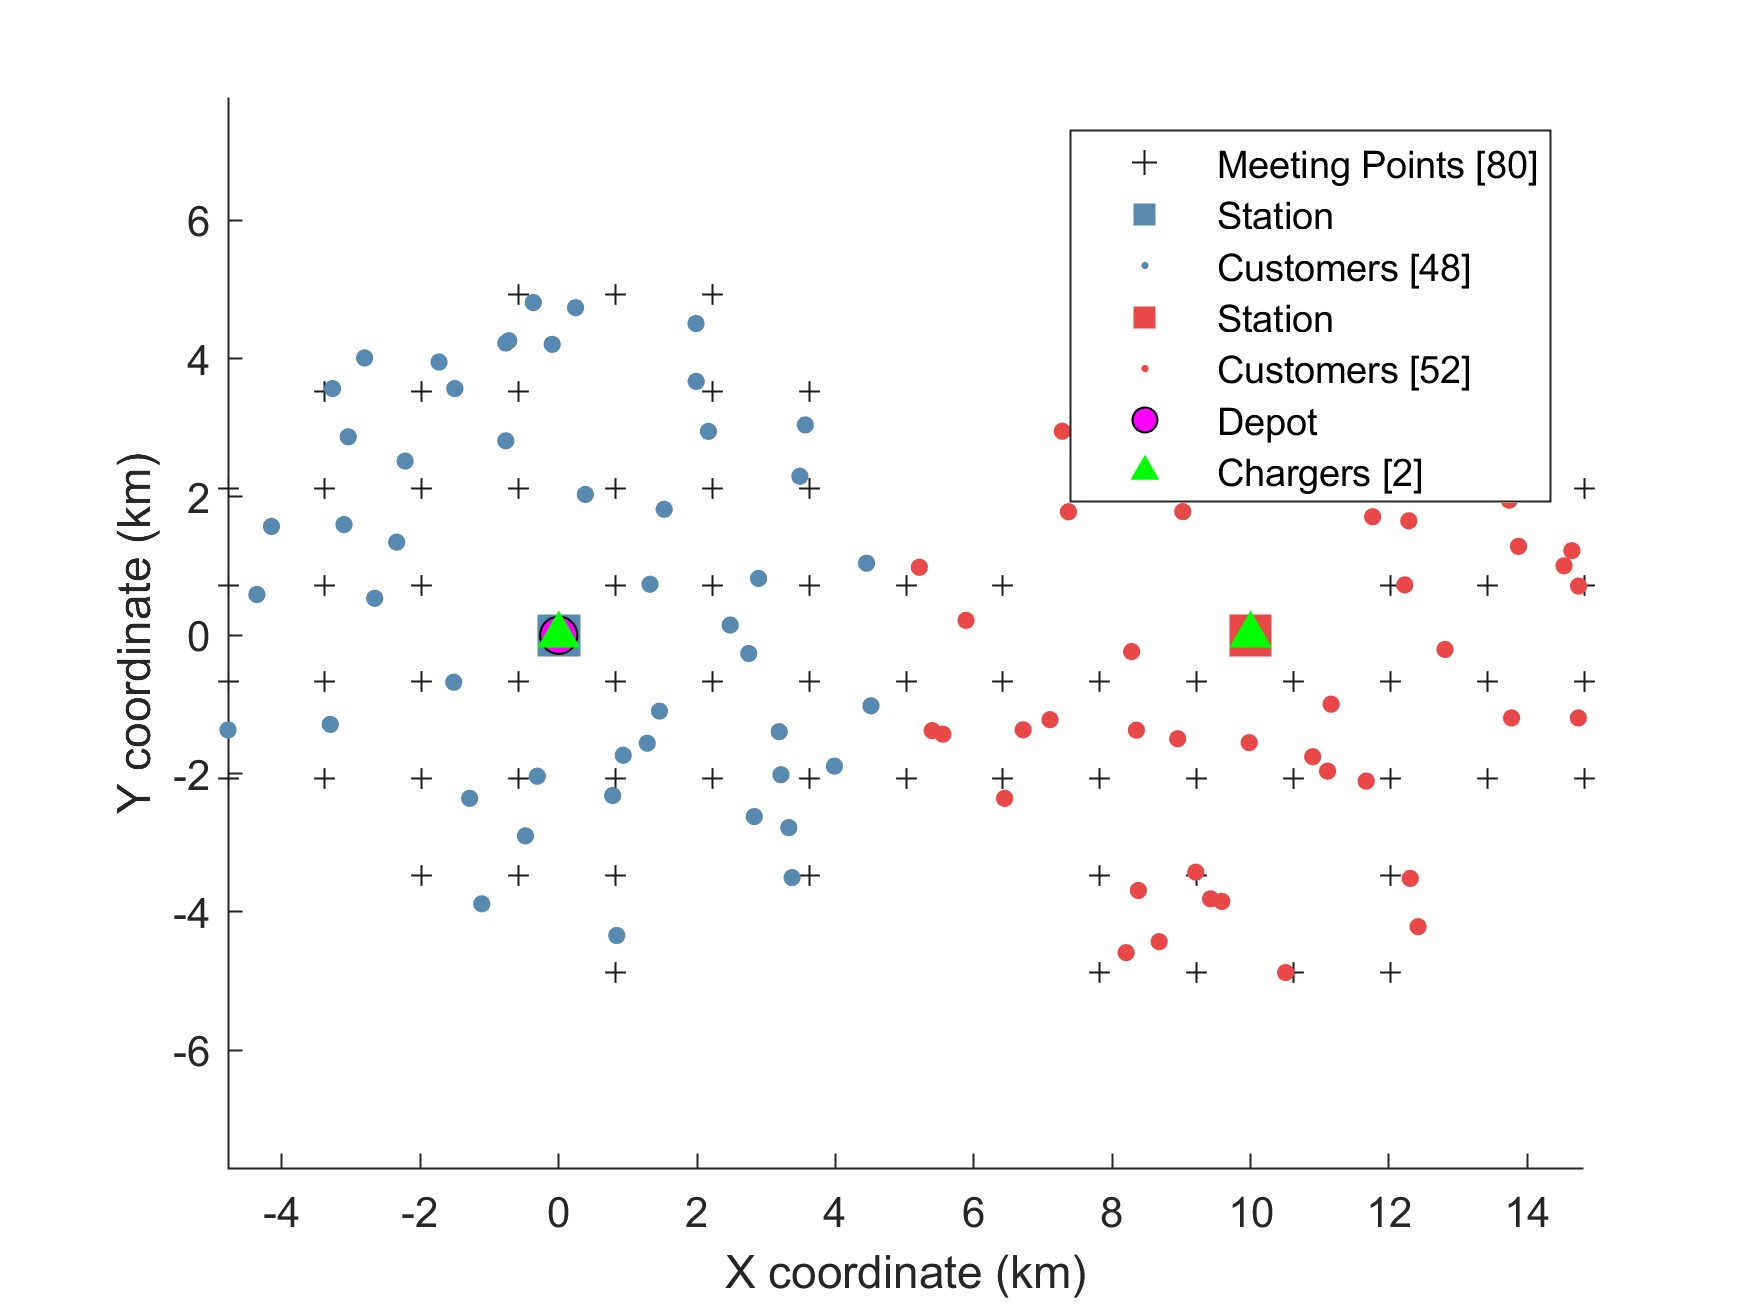 Meeting Points [80]
Station
Customers [48]
Station
Customers [52]
Depot
Chargers [2]
6
4
2
0
-2
-4
-6
Y coordinate (km)
-4 -2 0 2 4 6 8 10 12 14
X coordinate (km)